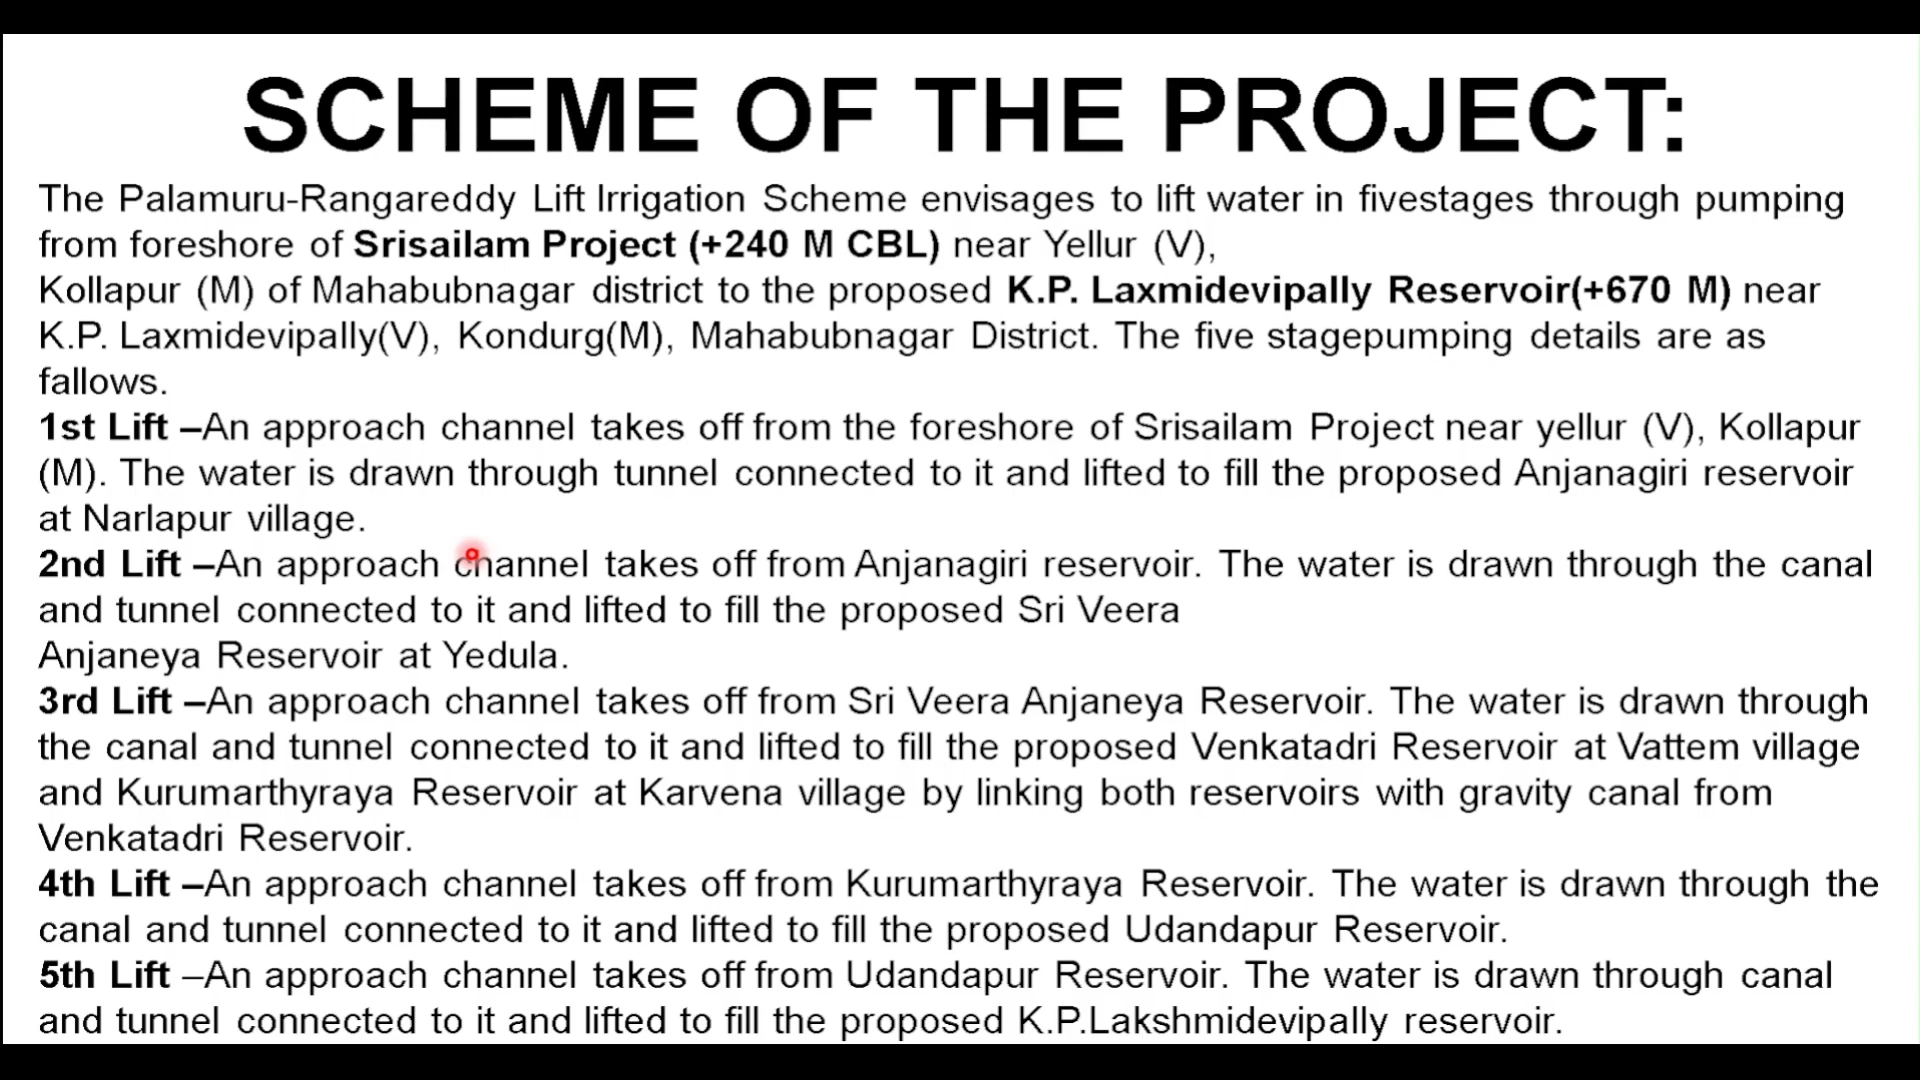 SCHEME OF THE PROJECT:
The Palamuru-Rangareddy Lift Irrigation Scheme envisages to lift water in fivestages through pumping
from foreshore of Srisailam Project (+240 M CBL) near Yellur (V),
Kollapur (M) of Mahabubnagar district to the proposed K.P. Laxmidevipally Reservoir(+670 M) near
K.P. Laxmidevipally(V), Kondurg(M), Mahabubnagar District. The five stagepumping details are as
fallows.
1st Lift –An approach channel takes off from the foreshore of Srisailam Project near yellur (V), Kollapur
(M). The water is drawn through tunnel connected to it and lifted to fill the proposed Anjanagiri reservoir
at Narlapur village.
2nd Lift –An approach channel takes off from Anjanagiri reservoir. The water is drawn through the canal
and tunnel connected to it and lifted to fill the proposed Sri Veera
Anjaneya Reservoir at Yedula.
3rd Lift –An approach channel takes off from Sri Veera Anjaneya Reservoir. The water is drawn through
the canal and tunnel connected to it and lifted to fill the proposed Venkatadri Reservoir at Vattem village
and Kurumarthyraya Reservoir at Karvena village by linking both reservoirs with gravity canal from
Venkatadri Reservoir.
4th Lift –An approach channel takes off from Kurumarthyraya Reservoir. The water is drawn through the
canal and tunnel connected to it and lifted to fill the proposed Udandapur Reservoir.
5th Lift –An approach channel takes off from Udandapur Reservoir. The water is drawn through canal
and tunnel connected to it and lifted to fill the proposed K.P.Lakshmidevipally reservoir.